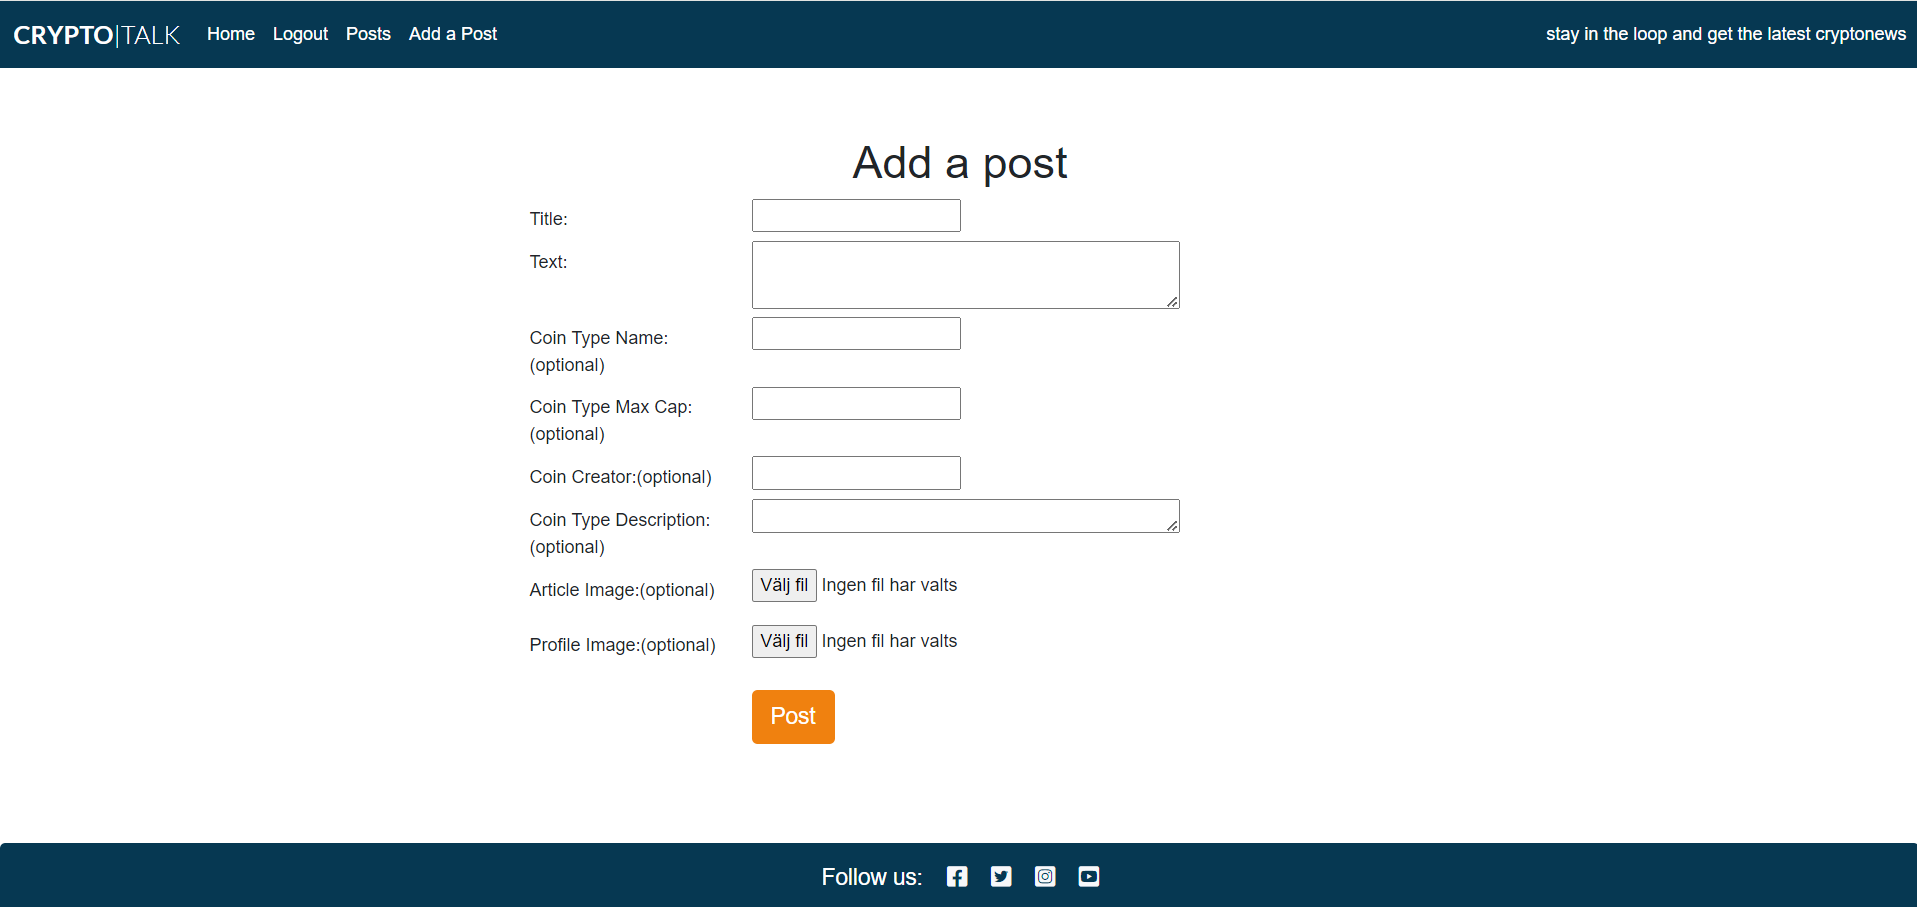 CRYPTO|TALK Home Logout Posts Add a Post stay in the loop and get the latest cryptonews
Add a post
Title:
Text:
Coin Type Name:
(optional)
Coin Type Max Cap:
(optional)
Coin Creator:(optional)
Coin Type Description:
(optional)
Article Image:(optional) Välj fil Ingen fil har valts
Profile Image:(optional) Välj fil Ingen fil har valts
Post
Follow us: